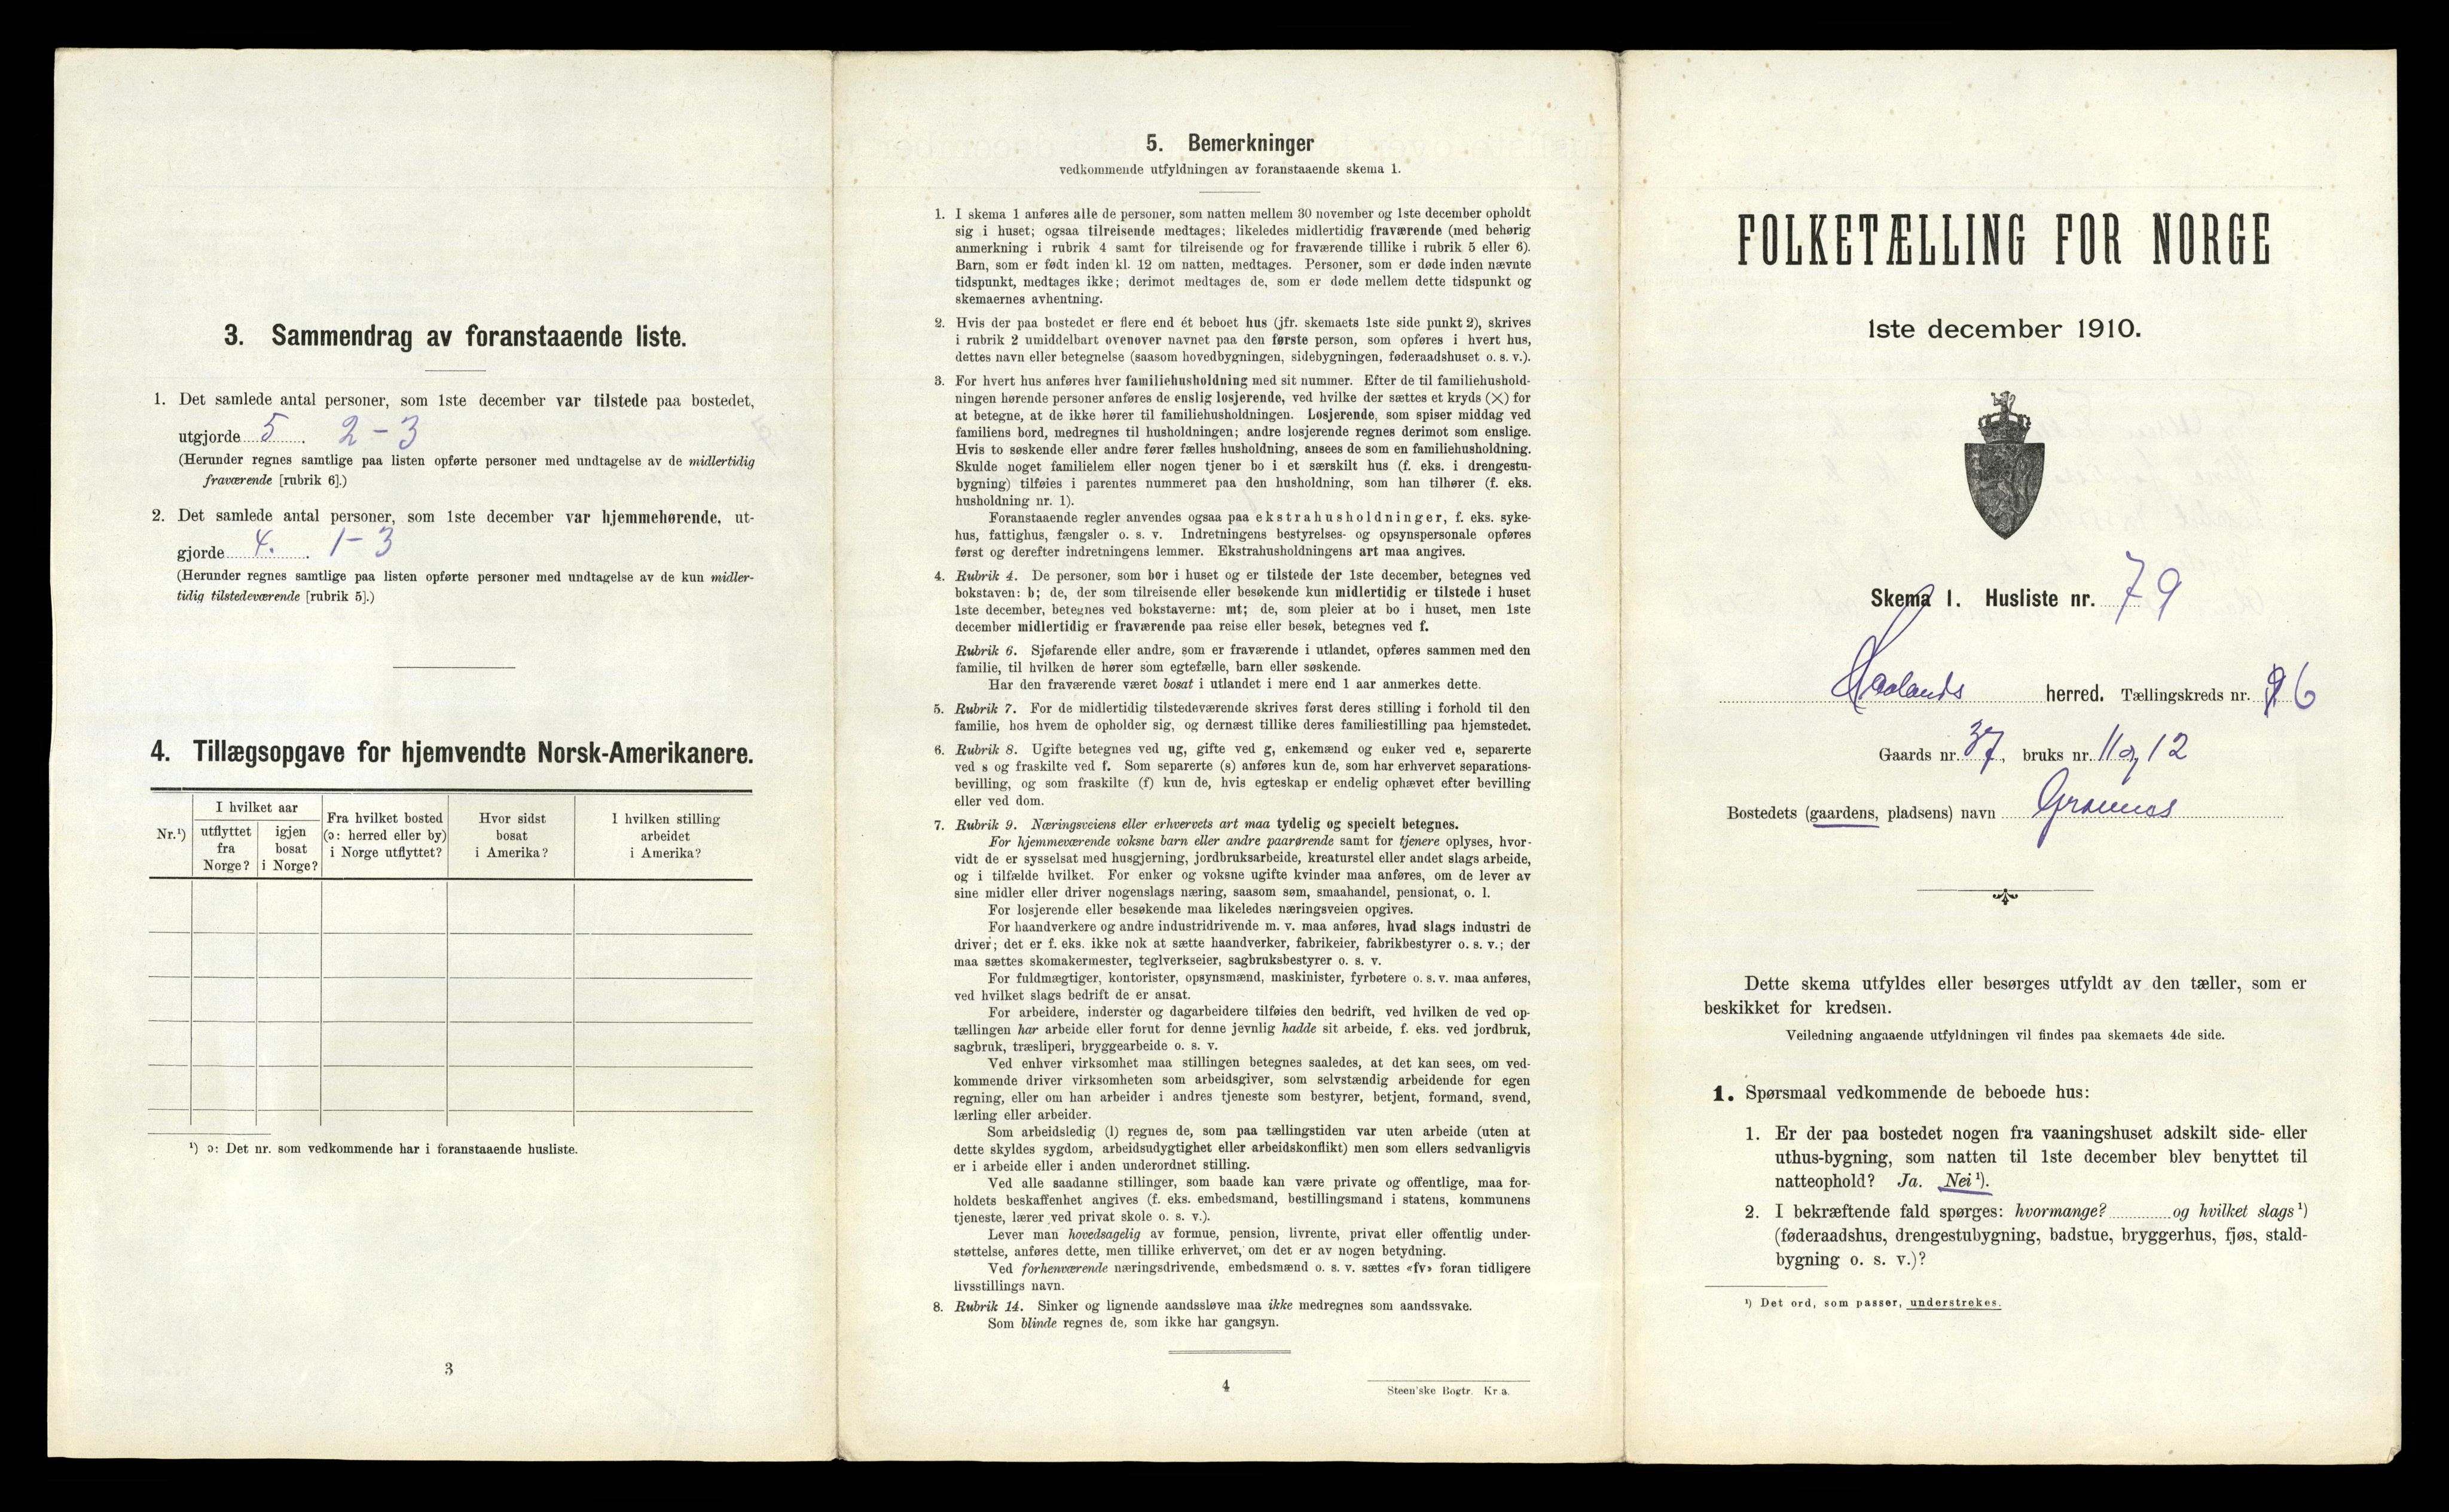 3. Sammendrag av foranstaaende liste.
1. Det samlede antal personer, som 1ste december var tilstede paa bostedet,
utgjorde 5. 2 - 3
(Herunder regnes samtlige paa listen opførte personer med undtagelse av de midlertidig
fraværende [rubrik 6].)
2. Det samlede antal personer, som 1ste december var hjemmehørende, ut-
gjorde 4. 1 - 3
(Herunder regnes samtlige paa listen opførte personer med undtagelse av de kun midler-
tidig tilstedeværende [rubrik 5].)
4. Tillægsopgave for hjemvendte Norsk-Amerikanere.
Nr.¹)
I hvilket aar
utflyttet
fra
Norge?
igjen
bosat
i Norge?
Fra hvilket bosted
(ɔ: herred eller by)
i Norge utflyttet?
Hvor sidst
bosat
i Amerika?
I hvilken stilling
arbeidet
i Amerika?
¹) ɔ: Det nr. som vedkommende har i foranstaaende husliste.
3
5. Bemerkninger
vedkommende utfyldningen av foranstaaende skema 1.
1. I skema 1 anføres alle de personer, som natten mellem 30 november og 1ste december opholdt
sig i huset; ogsaa tilreisende medtages; likeledes midlertidig fraværende (med behørig
anmerkning i rubrik 4 samt for tilreisende og for fraværende tillike i rubrik 5 eller 6).
Barn, som er født inden kl. 12 om natten, medtages. Personer, som er døde inden nævnte
tidspunkt, medtages ikke; derimot medtages de, som er døde mellem dette tidspunkt og
skemaernes avhentning.
2. Hvis der paa bostedet er flere end ét beboet hus (jfr. skemaets 1ste side punkt 2), skrives
i rubrik 2 umiddelbart ovenover navnet paa den første person, som opføres i hvert hus,
dettes navn eller betegnelse (saasom hovedbygningen, sidebygningen, føderaadshuset o. s. v.).
3. For hvert hus anføres hver familiehusholdning med sit nummer. Efter de til familiehushold-
ningen hørende personer anføres de enslig losjerende, ved hvilke der sættes et kryds (×) for
at betegne, at de ikke hører til familiehusholdningen. Losjerende, som spiser middag ved
familiens bord, medregnes til husholdningen; andre losjerende regnes derimot som enslige.
Hvis to søskende eller andre fører fælles husholdning, ansees de som en familiehusholdning.
Skulde noget familielem eller nogen tjener bo i et særskilt hus (f. eks. i drengestu-
bygning) tilføies i parentes nummeret paa den husholdning, som han tilhører (f. eks.
husholdning nr. 1).
Foranstaaende regler anvendes ogsaa paa ekstrahusholdninger, f. eks. syke-
hus, fattighus, fængsler o. s. v. Indretningens bestyrelses- og opsynspersonale opføres
først og derefter indretningens lemmer. Ekstrahusholdningens art maa angives.
4. Rubrik 4. De personer, som bor i huset og er tilstede der 1ste december, betegnes ved
bokstaven: b; de, der som tilreisende eller besøkende kun midlertidig er tilstede i huset
1ste december, betegnes ved bokstaverne: mt; de, som pleier at bo i huset, men 1ste
december midlertidig er fraværende paa reise eller besøk, betegnes ved f.
Rubrik 6. Sjøfarende eller andre, som er fraværende i utlandet, opføres sammen med den
familie, til hvilken de hører som egtefælle, barn eller søskende.
Har den fraværende været bosat i utlandet i mere end 1 aar anmerkes dette.
5. Rubrik 7. For de midlertidig tilstedeværende skrives først deres stilling i forhold til den
familie, hos hvem de opholder sig, og dernæst tillike deres familiestilling paa hjemstedet.
6. Rubrik 8. Ugifte betegnes ved ug, gifte ved g, enkemænd og enker ved e, separerte
ved s og fraskilte ved f. Som separerte (s) anføres kun de, som har erhvervet separations-
bevilling, og som fraskilte (f) kun de, hvis egteskap er endelig ophævet efter bevilling
eller ved dom.
7. Rubrik 9. Næringsveiens eller erhvervets art maa tydelig og specielt betegnes.
For hjemmeværende voksne barn eller andre paarørende samt for tjenere oplyses, hvor-
vidt de er sysselsat med husgjerning, jordbruksarbeide, kreaturstel eller andet slags arbeide,
og i tilfælde hvilket. For enker og voksne ugifte kvinder maa anføres, om de lever av
sine midler eller driver nogenslags næring, saasom søm, smaahandel, pensionat, o. l.
For losjerende eller besøkende maa likeledes næringsveien opgives.
For haandverkere og andre industridrivende m. v. maa anføres, hvad slags industri de
driver; det er f. eks. ikke nok at sætte haandverker, fabrikeier, fabrikbestyrer o. s. v.; der
maa sættes skomakermester, teglverkseier, sagbruksbestyrer o. s. v.
For fuldmægtiger, kontorister, opsynsmænd, maskinister, fyrbøtere o. s. v. maa anføres,
ved hvilket slags bedrift de er ansat.
For arbeidere, inderster og dagarbeidere tilføies den bedrift, ved hvilken de ved op-
tællingen har arbeide eller forut for denne jevnlig hadde sit arbeide, f. eks. ved jordbruk,
sagbruk, træsliperi, bryggearbeide o. s. v.
Ved enhver virksomhet maa stillingen betegnes saaledes, at det kan sees, om ved-
kommende driver virksomheten som arbeidsgiver, som selvstændig arbeidende for egen
regning, eller om han arbeider i andres tjeneste som bestyrer, betjent, formand, svend,
lærling eller arbeider.
Som arbeidsledig (l) regnes de, som paa tællingstiden var uten arbeide (uten at
dette skyldes sygdom, arbeidsudygtighet eller arbeidskonflikt) men som ellers sedvanligvis
er i arbeide eller i anden underordnet stilling.
Ved alle saadanne stillinger, som baade kan være private og offentlige, maa for-
holdets beskaffenhet angives (f. eks. embedsmand, bestillingsmand i statens, kommunens
tjeneste, lærer ved privat skole o. s. v.).
Lever man hovedsagelig av formue, pension, livrente, privat eller offentlig under-
støttelse, anføres dette, men tillike erhvervet, om det er av nogen betydning.
Ved forhenværende næringsdrivende, embedsmænd o. s. v. sættes «fv» foran tidligere
livsstillings navn.
8. Rubrik 14. Sinker og lignende aandssløve maa ikke medregnes som aandssvake.
Som blinde regnes de, som ikke har gangsyn.
4
Steen'ske Bogtr. Kr.a.
FOLKETÆLLING FOR NORGE
1ste december 1910.
Skema 1. Husliste nr. 79
Haalands herred. Tællingskreds nr. 6
Gaards nr. 37, bruks nr. 11 og 12
Bostedets (gaardens, pladsens) navn Grannes
Dette skema utfyldes eller besørges utfyldt av den tæller, som er
beskikket for kredsen.
Veiledning angaaende utfyldningen vil findes paa skemaets 4de side.
1. Spørsmaal vedkommende de beboede hus:
1. Er der paa bostedet nogen fra vaaningshuset adskilt side- eller
uthus-bygning, som natten til 1ste december blev benyttet til
natteophold? Ja. Nei¹).
2. I bekræftende fald spørges: hvormange? og hvilket slags¹)
(føderaadshus, drengestubygning, badstue, bryggerhus, fjøs, stald-
bygning o. s. v.)?
¹) Det ord, som passer, understrekes.